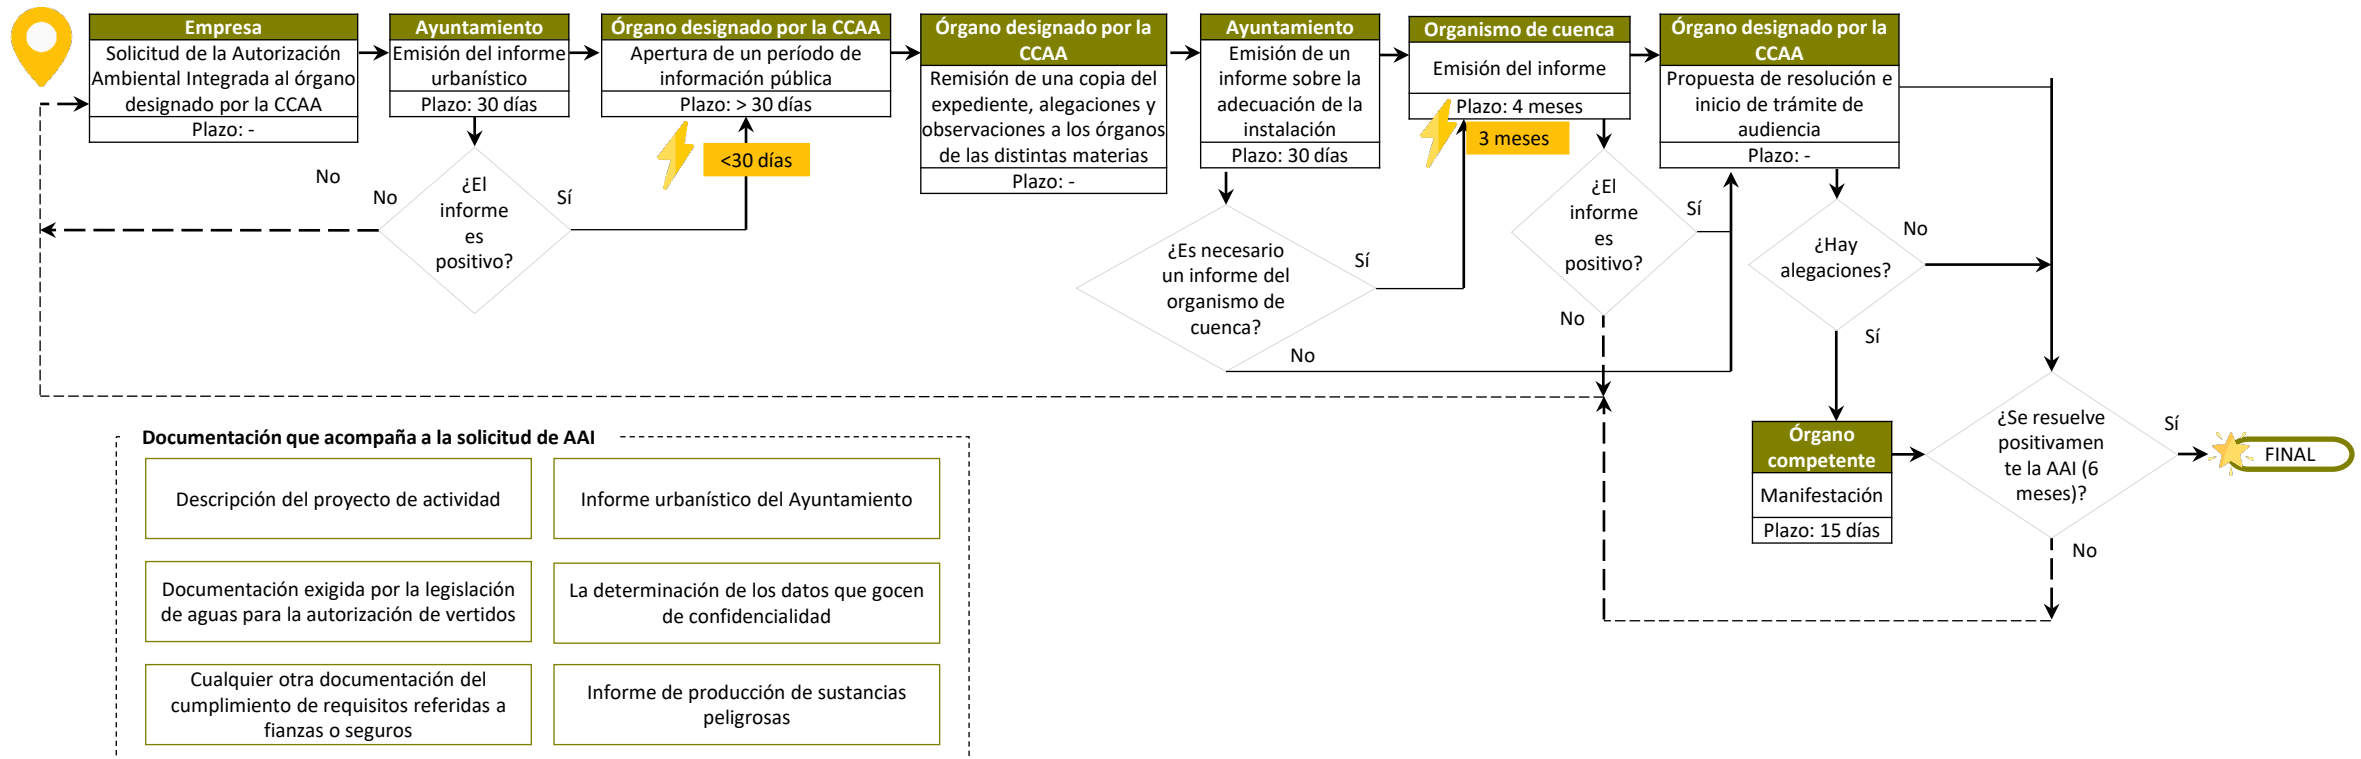 Empresa
Solicitud de la Autorización
Ambiental Integrada al órgano
designado por la CCAA
Plazo: -
Ayuntamiento
Emisión del informe
urbanístico
Plazo: 30 días
Órgano designado por la CCAA
Apertura de un período de
información pública
Plazo: > 30 días
Órgano designado por la
CCAA
Remisión de una copia del
expediente, alegaciones y
observaciones a los órganos
de las distintas materias
Plazo: -
Ayuntamiento
Emisión de un
informe sobre la
adecuación de la
instalación
Plazo: 30 días
Organismo de cuenca
Emisión del informe
Plazo: 4 meses
Órgano designado por la
CCAA
Propuesta de resolución e
inicio de trámite de
audiencia
Plazo: -
<30 días
3 meses
No
No
¿El
informe
es
positivo?
Sí
¿Es necesario
un informe del
organismo de
cuenca?
Sí
No
¿El
informe
es
positivo?
Sí
No
¿Hay
alegaciones?
No
Sí
Órgano
competente
Manifestación
Plazo: 15 días
¿Se resuelve
positivamen
te la AAI (6
meses)?
Sí
No
FINAL
Documentación que acompaña a la solicitud de AAI
Descripción del proyecto de actividad
Informe urbanístico del Ayuntamiento
Documentación exigida por la legislación
de aguas para la autorización de vertidos
La determinación de los datos que gocen
de confidencialidad
Cualquier otra documentación del
cumplimiento de requisitos referidas a
fianzas o seguros
Informe de producción de sustancias
peligrosas